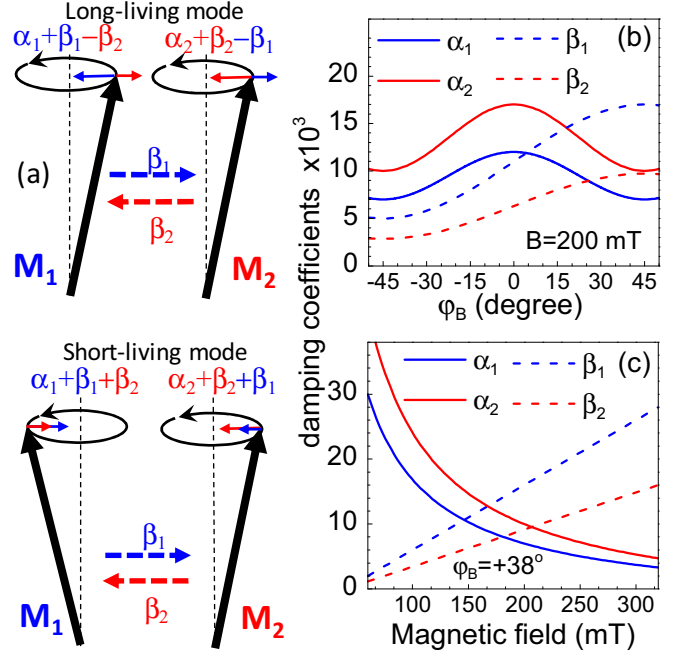 Long-living mode
α₁+β₁−β₂ α₂+β₂−β₁
(a)
β₁
β₂
M₁ M₂
Short-living mode
α₁+β₁+β₂ α₂+β₂+β₁
β₁
β₂
M₁ M₂
damping coefficients x10³
α₁ β₁ (b)
α₂ β₂
20
15
10
5
0
B=200 mT
-45 -30 -15 0 15 30 45
φ_B (degree)
α₁ β₁ (c)
α₂ β₂
30
20
10
0
φ_B=+38°
100 150 200 250 300
Magnetic field (mT)